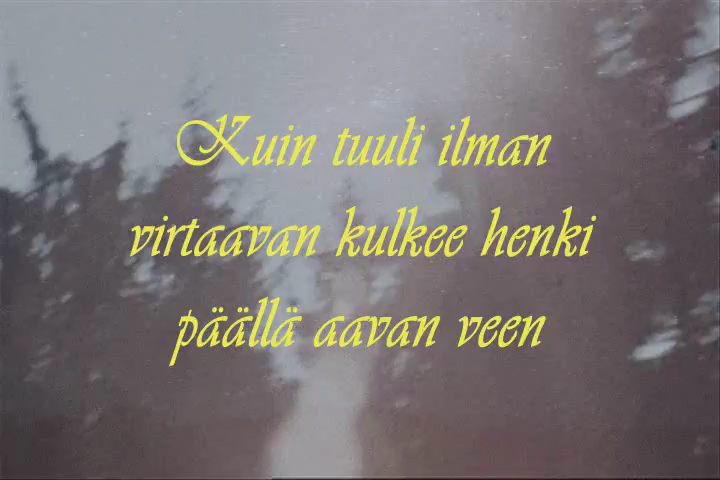 Kuin tuuli ilman
virtaavan kulkee henki
päällä aavan veen